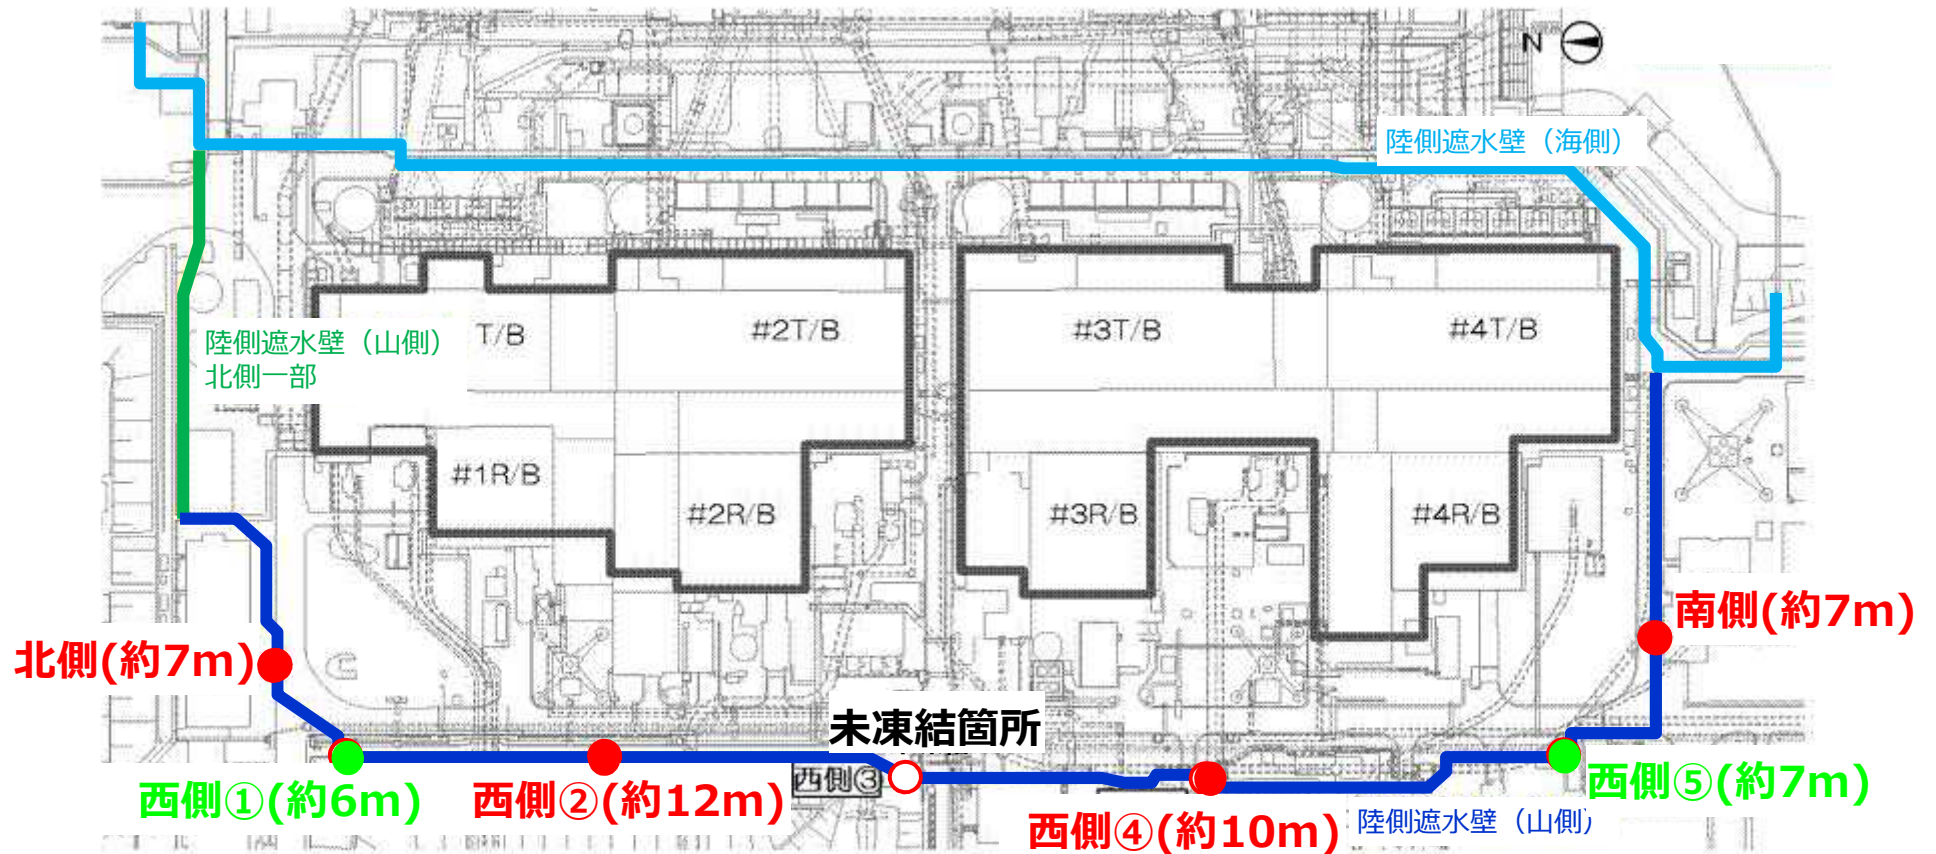 N
陸側遮水壁（海側）
陸側遮水壁（山側）
北側一部
T/B
#2T/B
#3T/B
#4T/B
#1R/B
#2R/B
#3R/B
#4R/B
南側(約7m)
北側(約7m)
未凍結箇所
西側③
西側①(約6m)
西側②(約12m)
西側④(約10m)
西側⑤(約7m)
陸側遮水壁（山側）